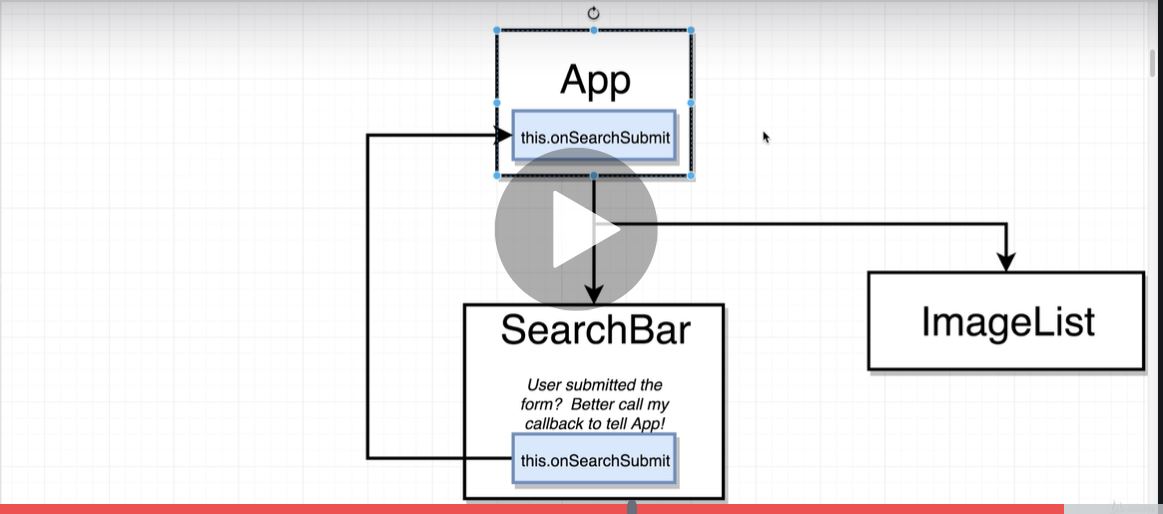 App
this.onSearchSubmit
SearchBar
User submitted the
form? Better call my
callback to tell App!
this.onSearchSubmit
ImageList